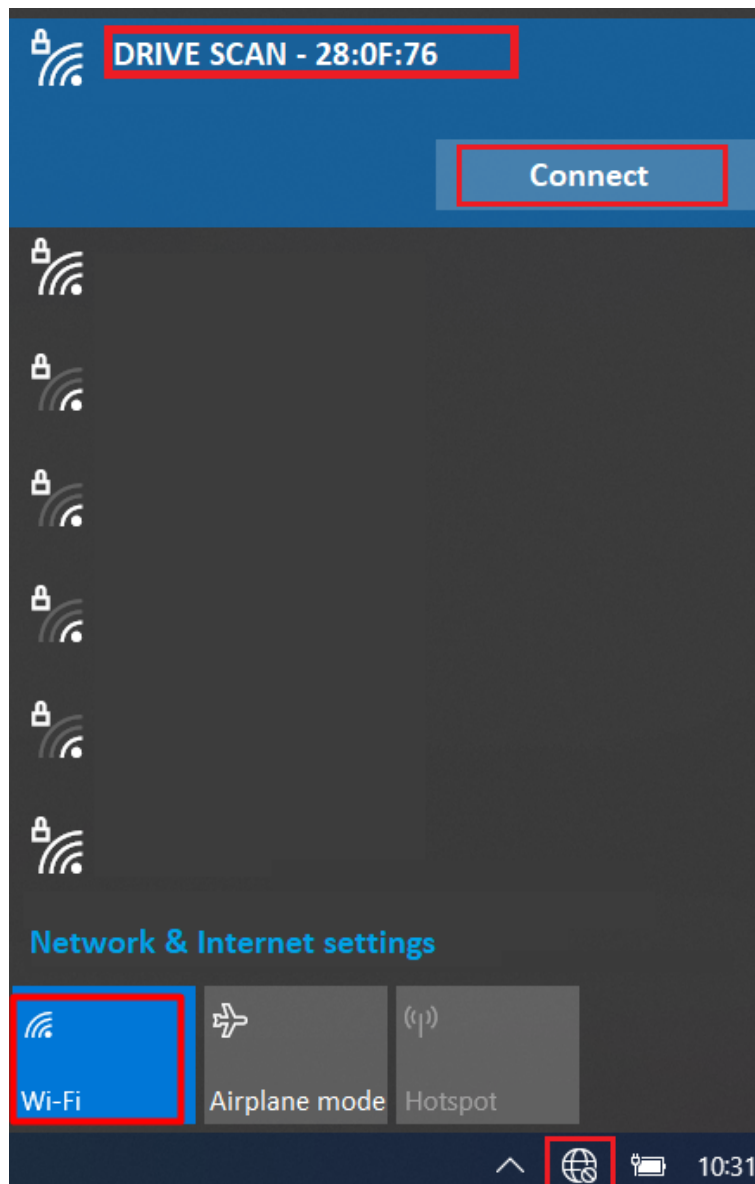 DRIVE SCAN - 28:0F:76
Connect
Network & Internet settings
Wi-Fi
Airplane mode
Hotspot
10:31